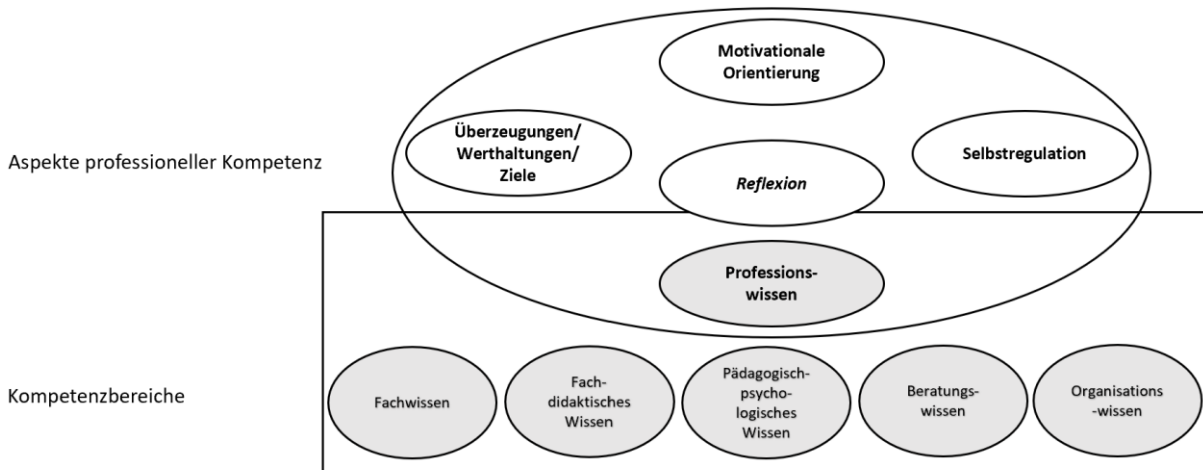 Motivationale
Orientierung
Überzeugungen/
Werthaltungen/
Ziele
Selbstregulation
Aspekte professioneller Kompetenz
Reflexion
Professions-
wissen
Kompetenzbereiche
Fachwissen
Fach-
didaktisches
Wissen
Pädagogisch-
psycho-
logisches
Wissen
Beratungs-
wissen
Organisations
-wissen